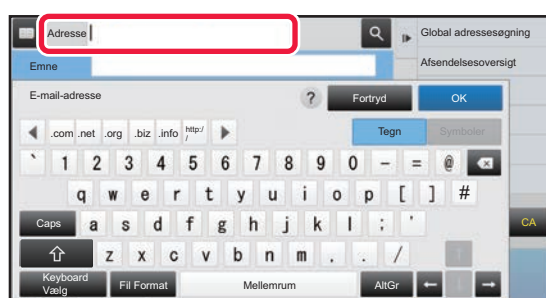 Adresse
Global adressesøgning
Emne
Afsendelsesoversigt
E-mail-adresse ? Fortryd OK
.com .net .org .biz .info http:/
/
Tegn Symboler
` 1 2 3 4 5 6 7 8 9 0 - = @
q w e r t y u i o p [ ] #
Caps a s d f g h j k l ; ' CA
z x c v b n m . . /
Keyboard
Vælg
Fil Format Mellemrum AltGr